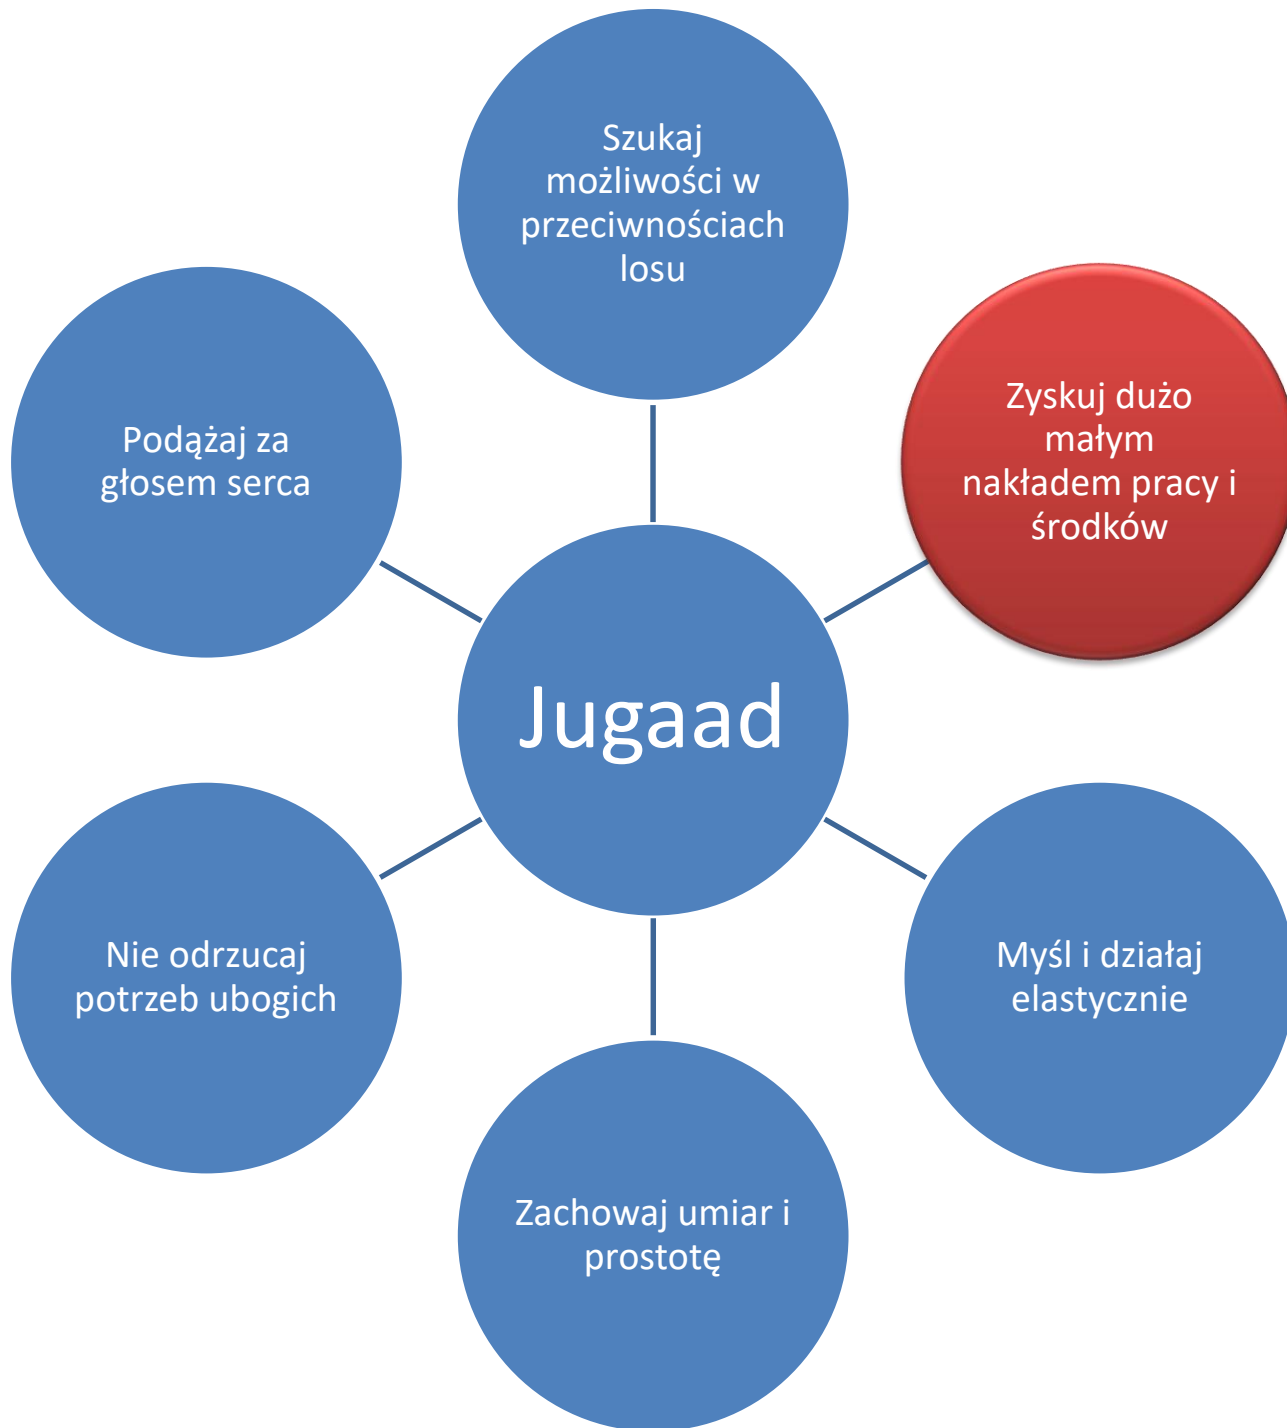 Szukaj
możliwości w
przeciwnościach
losu
Zyskuj dużo
małym
nakładem pracy i
środków
Podążaj za
głosem serca
Jugaad
Nie odrzucaj
potrzeb ubogich
Myśl i działaj
elastycznie
Zachowaj umiar i
prostotę